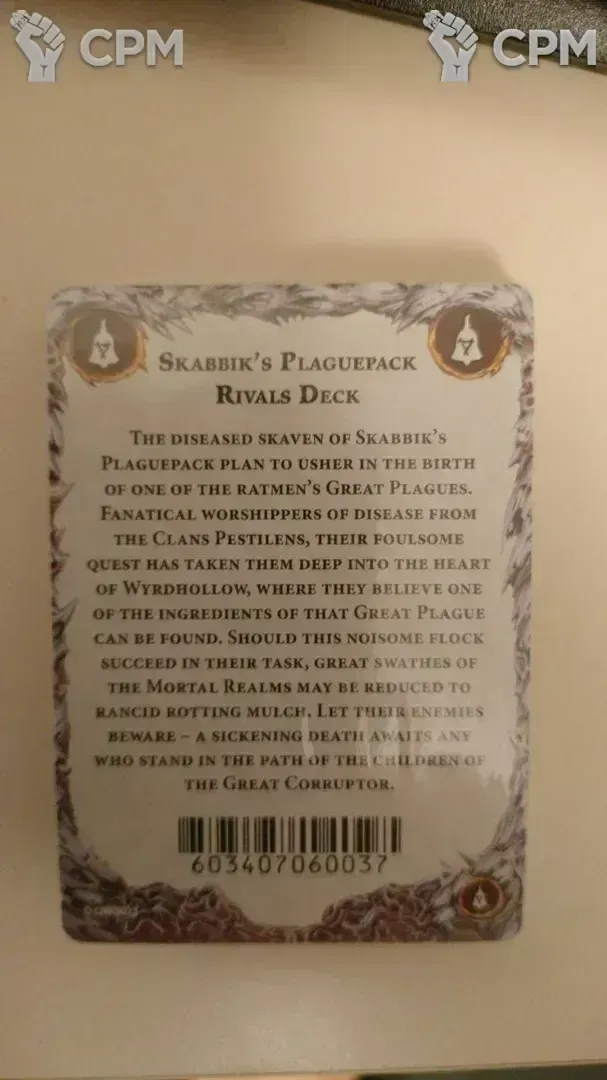 CPM CPM
Skabbik's Plaguepack
Rivals Deck
The diseased skaven of Skabbik's
Plaguepack plan to usher in the birth
of one of the ratmen's Great Plagues.
Fanatical worshippers of disease from
the Clans Pestilens, their foulsome
quest has taken them deep into the heart
of Wyrdhollow, where they believe one
of the ingredients of that Great Plague
can be found. Should this noisome flock
succeed in their task, great swathes of
the Mortal Realms may be reduced to
rancid rotting mulch. Let their enemies
beware – a sickening death awaits any
who stand in the path of the children of
the Great Corruptor.
603407060037